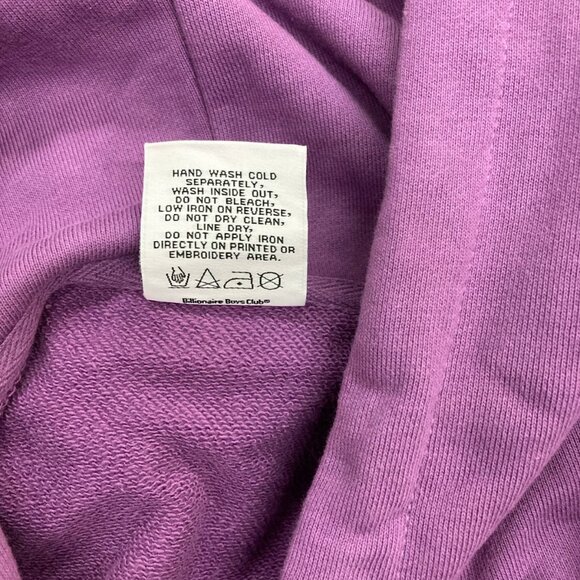 HAND WASH COLD
SEPARATELY,
WASH INSIDE OUT,
DO NOT BLEACH,
LOW IRON ON REVERSE,
DO NOT DRY CLEAN,
LINE DRY,
DO NOT APPLY IRON
DIRECTLY ON PRINTED OR
EMBROIDERY AREA.
Billionaire Boys Club®